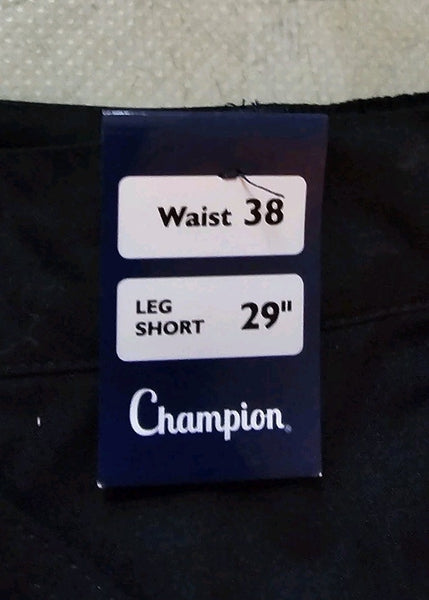 Waist 38
LEG
SHORT 29"
Champion®